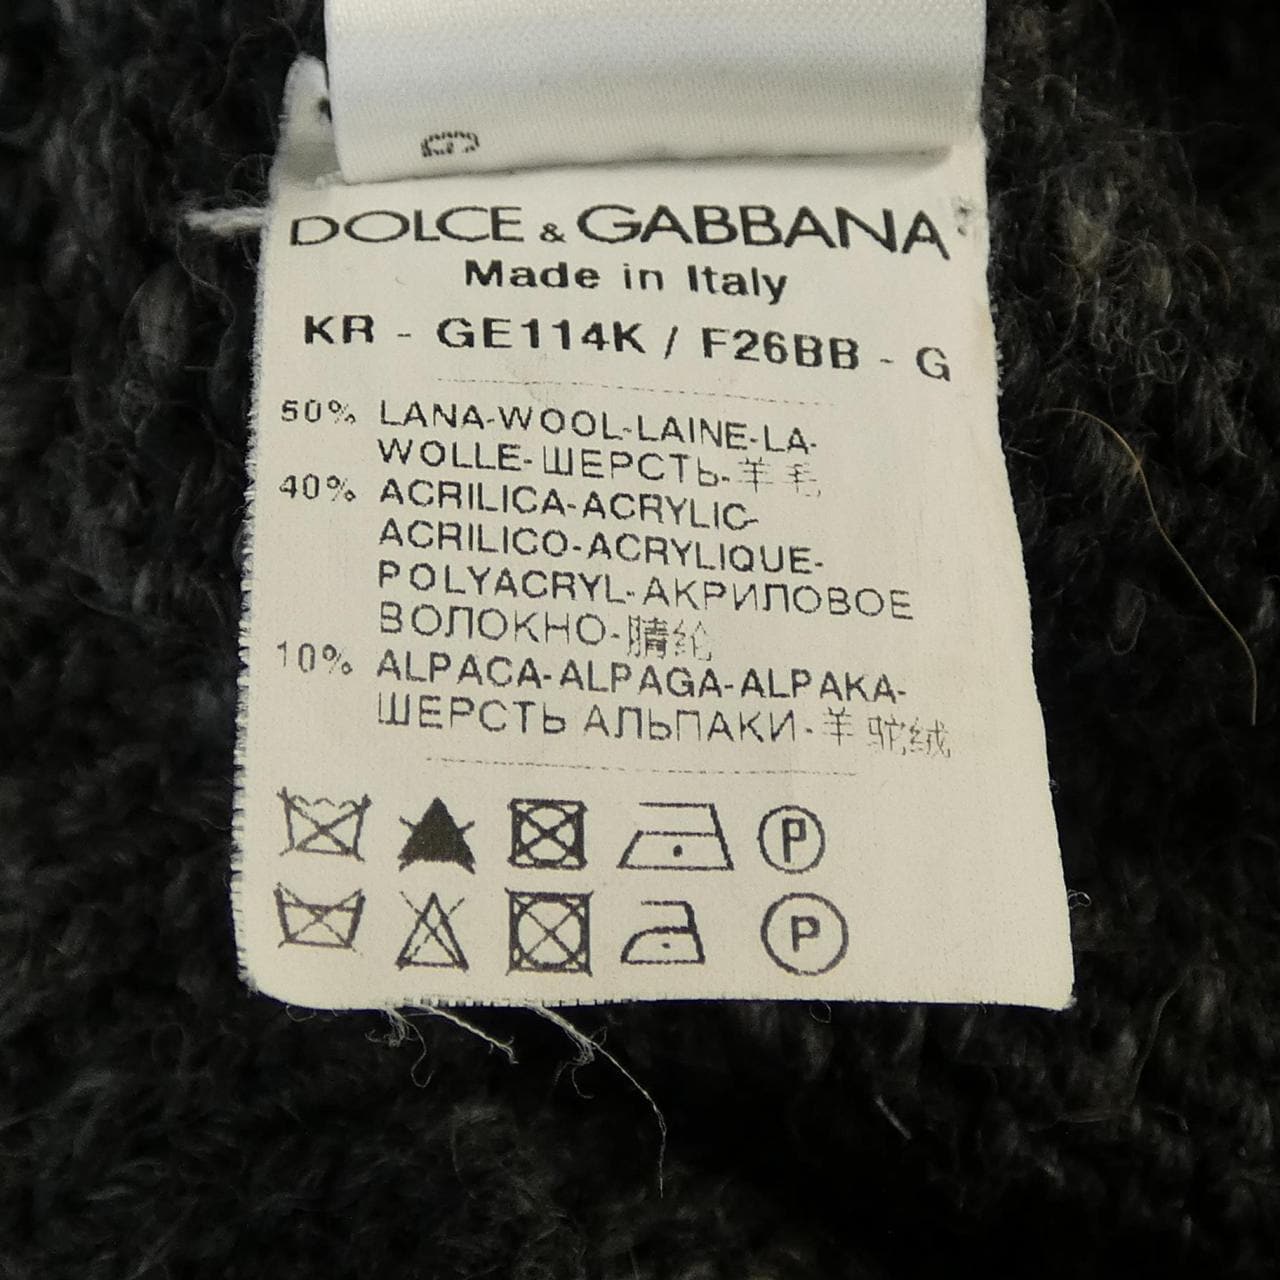 DOLCE & GABBANA
Made in Italy
KR - GE114K / F26BB - G
50% LANA-WOOL-LAINE-LA-
WOLLE-ШЕРСТЬ-羊毛
40% ACRILICA-ACRYLIC-
ACRILICO-ACRYLIQUE-
POLYACRYL-АКРИЛОВОЕ
ВОЛОКНО-腈纶
10% ALPACA-ALPAGA-ALPAKA-
ШЕРСТЬ АЛЬПАКИ-羊驼绒
P
P